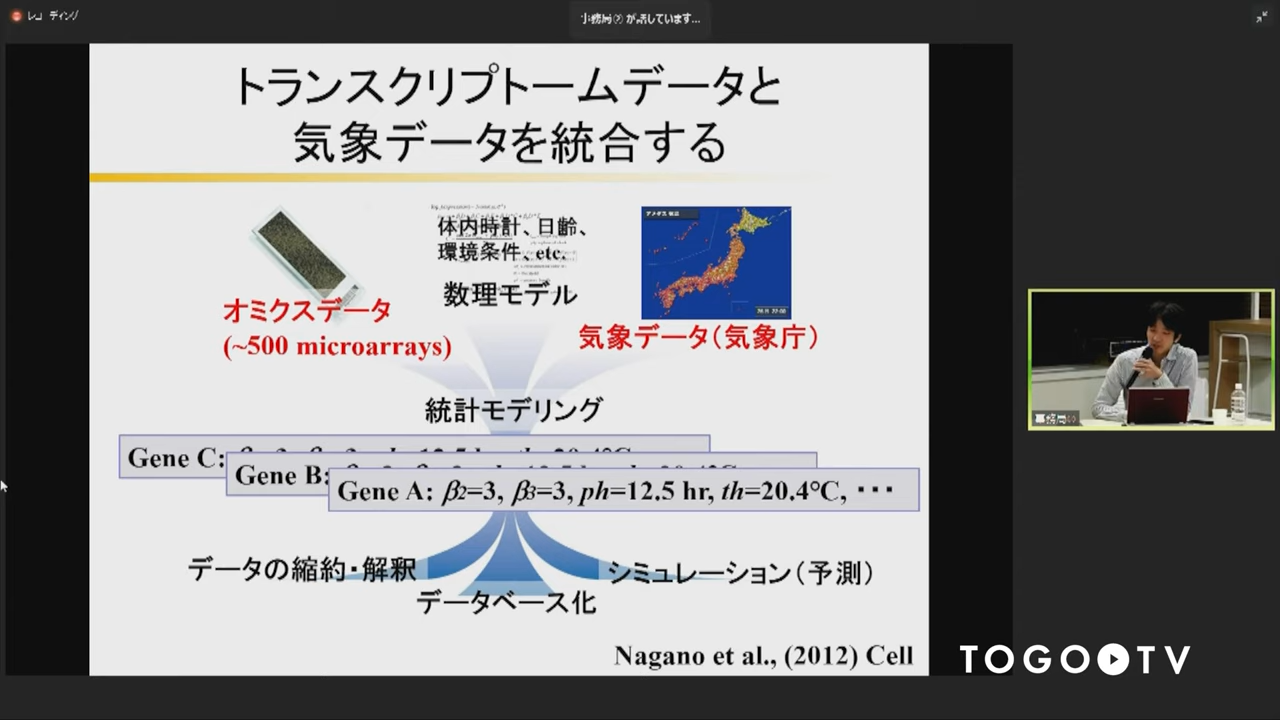 レコーディング
事務局② が話しています...
トランスクリプトームデータと
気象データを統合する
体内時計、日齢、
環境条件、etc.
数理モデル
オミクスデータ
(~500 microarrays)
気象データ（気象庁）
統計モデリング
Gene C:
Gene B:
Gene A: β2=3, β3=3, ph=12.5 hr, th=20.4℃, ･･･
データの縮約・解釈
シミュレーション（予測）
データベース化
Nagano et al., (2012) Cell
TOGO TV